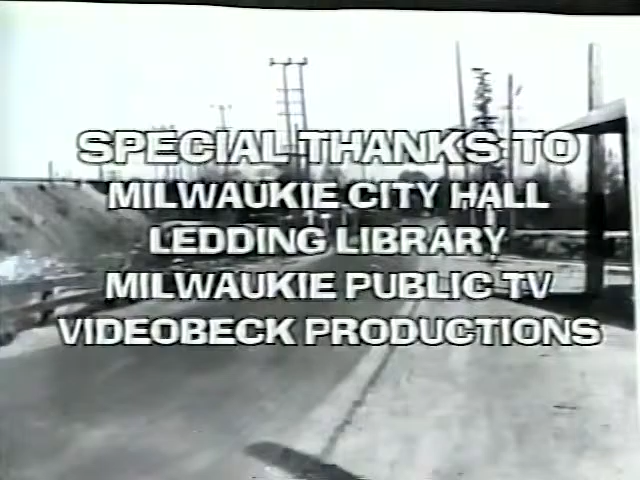 SPECIAL THANKS TO
MILWAUKIE CITY HALL
LEDDING LIBRARY
MILWAUKIE PUBLIC TV
VIDEOBECK PRODUCTIONS